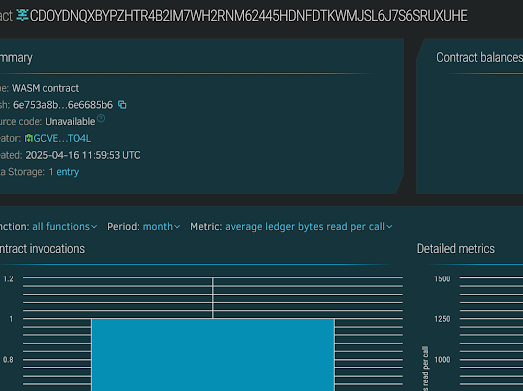 act CDOYDNQXBYPZHTR4B2IM7WH2RNM62445HDNFDTKWMJSL6J7S6SRUXUHE
mmary
Contract balances
e: WASM contract
sh: 6e753a8b…6e6685b6
urce code: Unavailable
ator: GCVE…TO4L
ated: 2025-04-16 11:59:53 UTC
a Storage: 1 entry
nction: all functions Period: month Metric: average ledger bytes read per call
ntract invocations
Detailed metrics
1.2
1
0.8
1500
1250
1000
s read per call